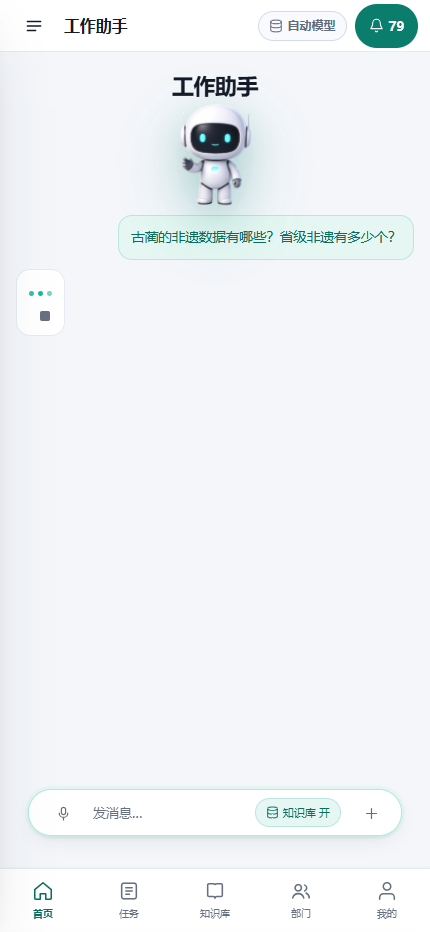 工作助手
自动模型
79
工作助手
古蔺的非遗数据有哪些？省级非遗有多少个？
发消息...
知识库 开
首页
任务
知识库
部门
我的